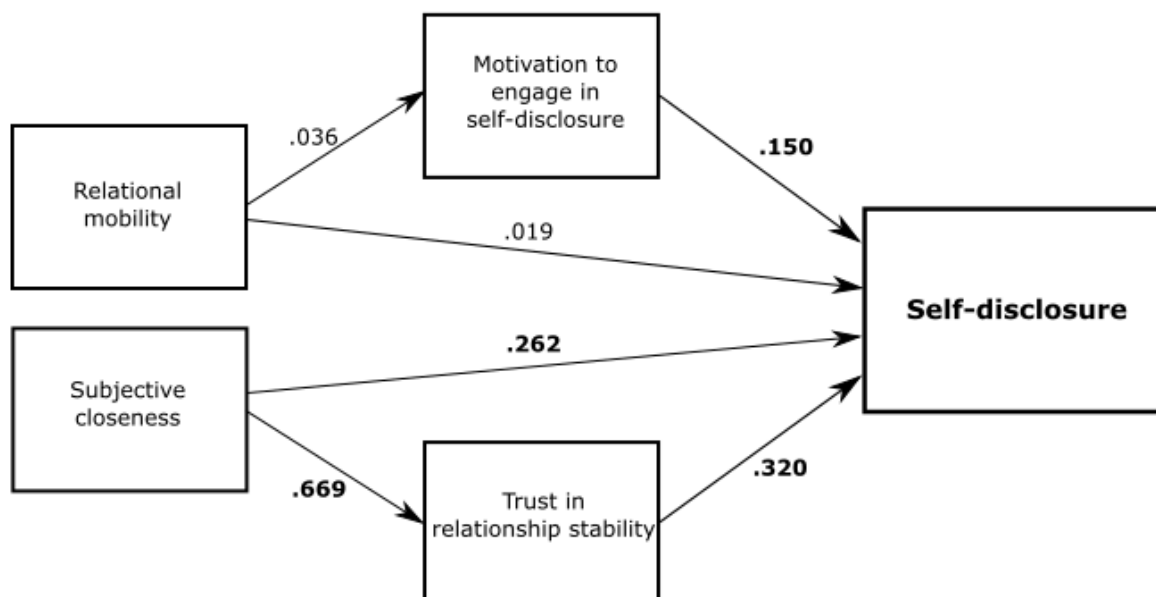 Motivation to
engage in
self-disclosure
.036
.150
Relational
mobility
.019
Self-disclosure
.262
Subjective
closeness
.669
.320
Trust in
relationship stability